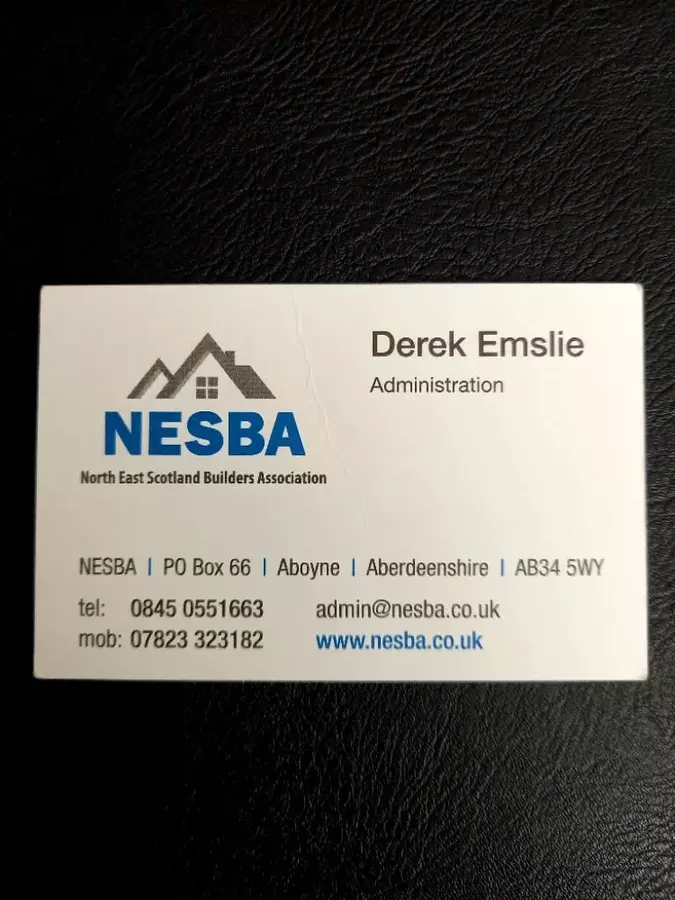 NESBA
North East Scotland Builders Association
Derek Emslie
Administration
NESBA | PO Box 66 | Aboyne | Aberdeenshire | AB34 5WY
tel: 0845 0551663 admin@nesba.co.uk
mob: 07823 323182 www.nesba.co.uk